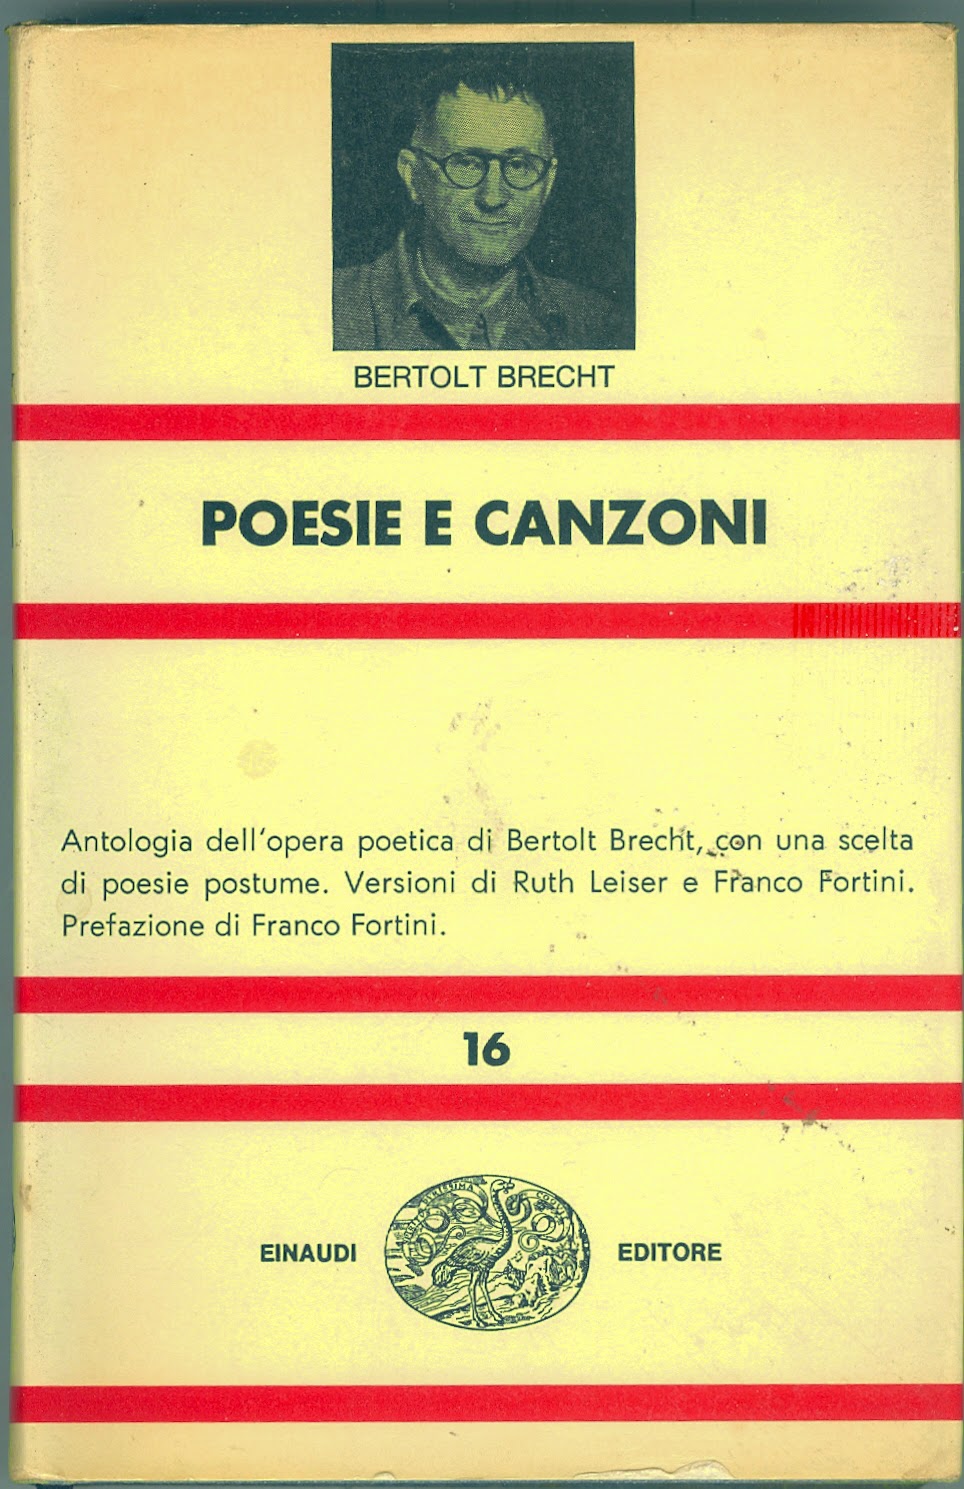 BERTOLT BRECHT
POESIE E CANZONI
Antologia dell'opera poetica di Bertolt Brecht, con una scelta
di poesie postume. Versioni di Ruth Leiser e Franco Fortini.
Prefazione di Franco Fortini.
16
EINAUDI EDITORE